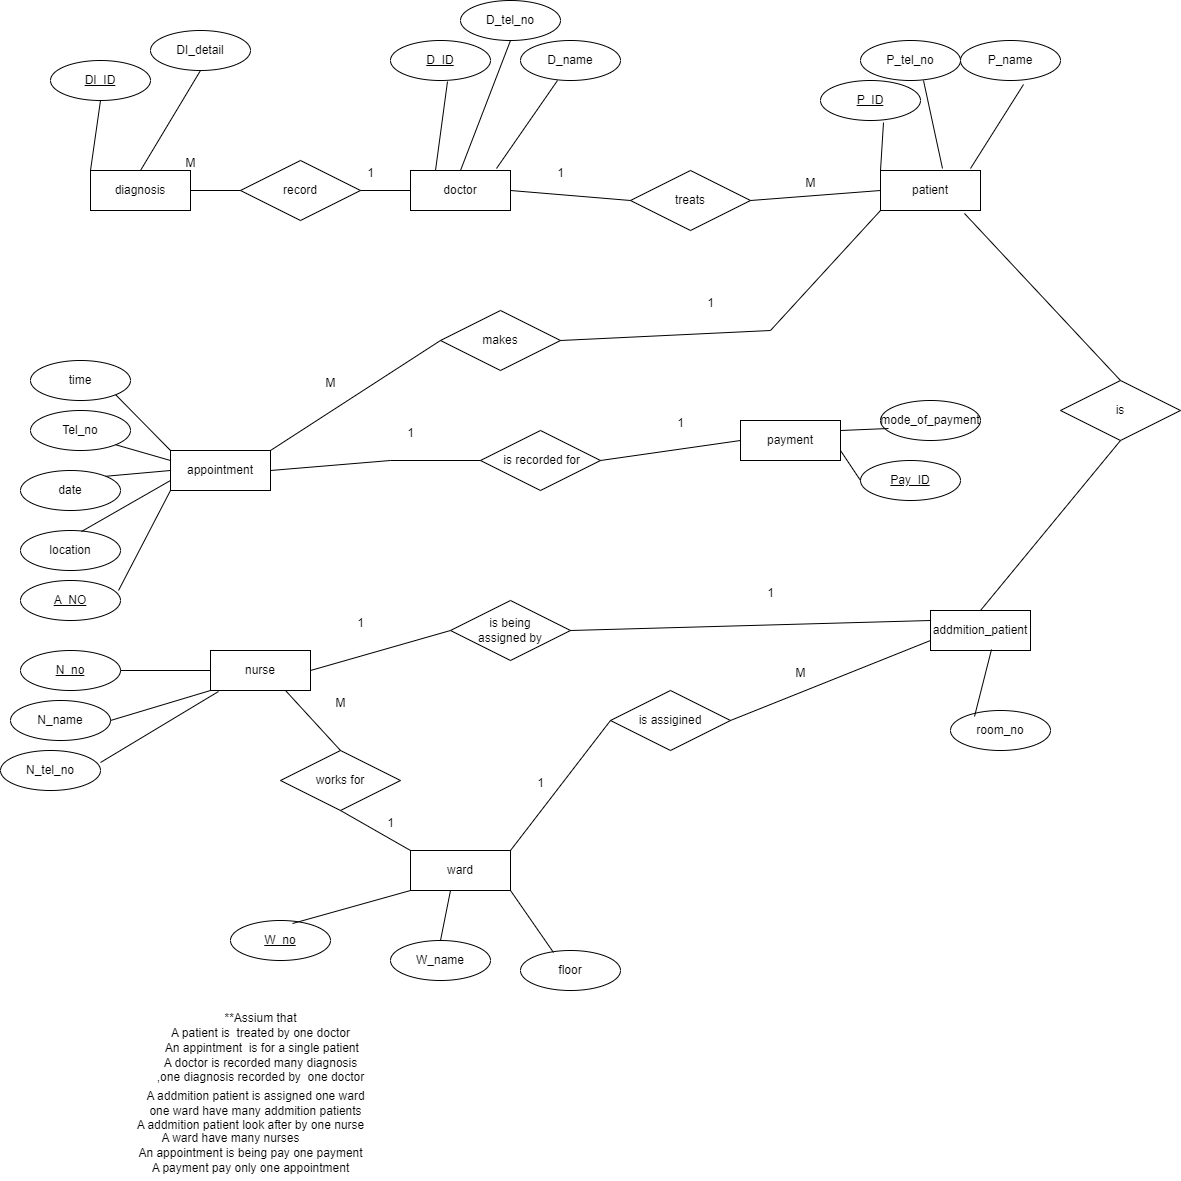 D_tel_no
DI_detail
D_ID
D_name
P_tel_no
P_name
DI_ID
P_ID
M
1
1
M
diagnosis
record
doctor
treats
patient
1
makes
M
time
is
Tel_no
1
1
mode_of_payment
payment
appointment
is recorded for
date
Pay_ID
location
A_NO
1
1
is being
assigned by
addmition_patient
N_no
nurse
M
M
N_name
is assigined
room_no
N_tel_no
works for
1
1
ward
W_no
W_name
floor
**Assium that
A patient is  treated by one doctor
An appintment  is for a single patient
A doctor is recorded many diagnosis
,one diagnosis recorded by  one doctor
A addmition patient is assigned one ward
one ward have many addmition patients
A addmition patient look after by one nurse
A ward have many nurses
An appointment is being pay one payment
A payment pay only one appointment